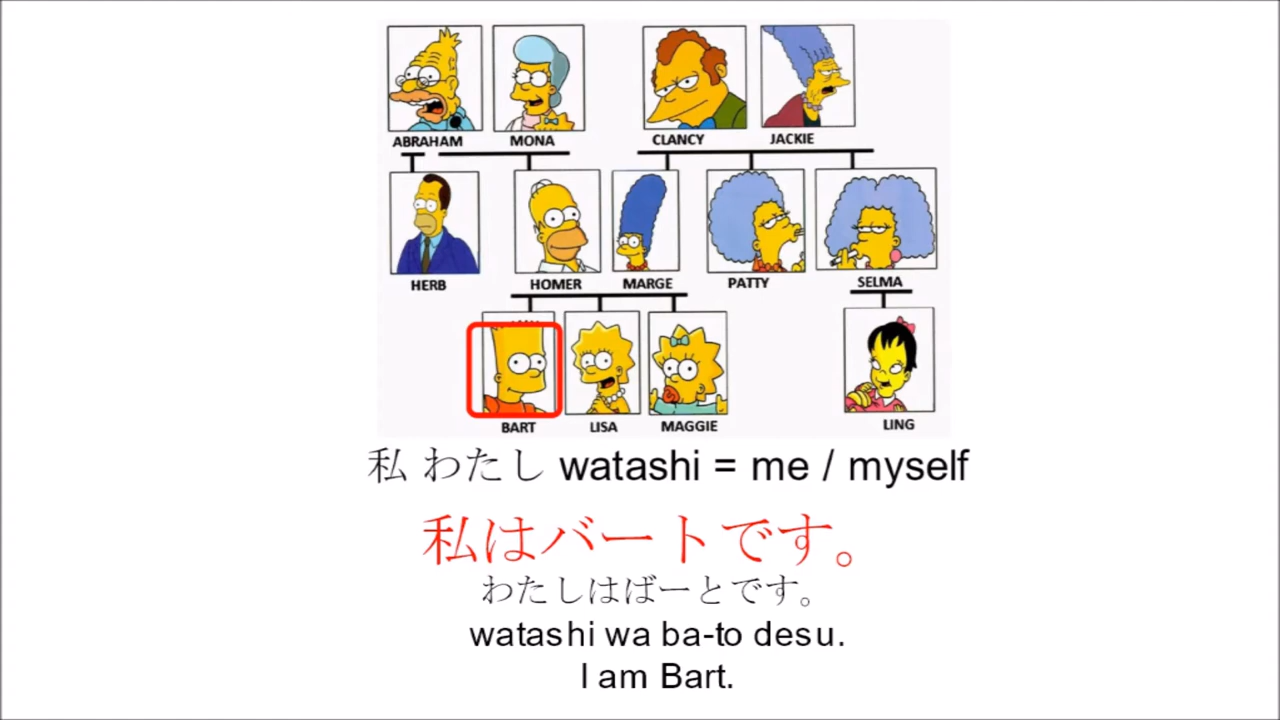 ABRAHAM MONA CLANCY JACKIE
HERB HOMER MARGE PATTY SELMA
BART LISA MAGGIE LING
私 わたし watashi = me / myself
私はバートです。
わたしはばーとです。
watashi wa ba-to desu.
I am Bart.